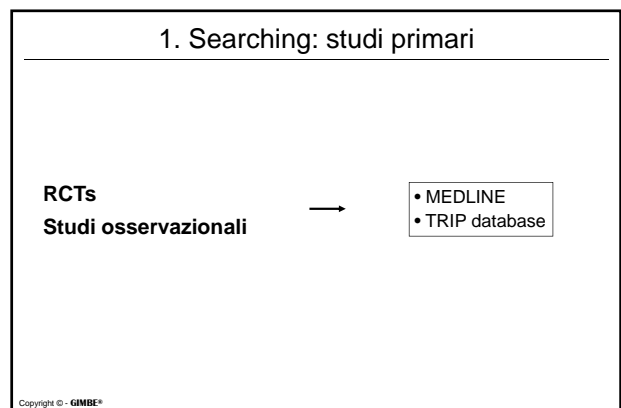 1. Searching: studi primari
RCTs
Studi osservazionali
• MEDLINE
• TRIP database
Copyright © - GIMBE®